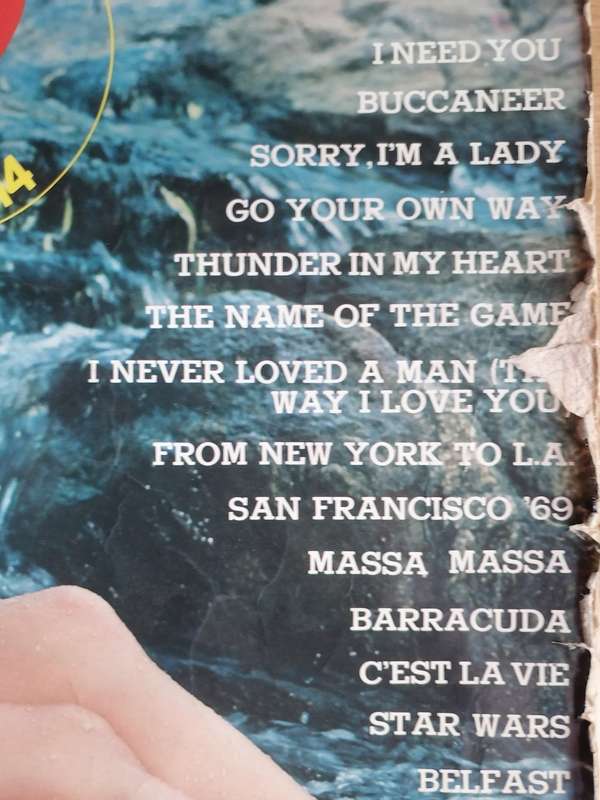 14
I NEED YOU
BUCCANEER
SORRY, I'M A LADY
GO YOUR OWN WAY
THUNDER IN MY HEART
THE NAME OF THE GAME
I NEVER LOVED A MAN (
WAY I LOVE YOU
FROM NEW YORK TO L.A.
SAN FRANCISCO '69
MASSA MASSA
BARRACUDA
C'EST LA VIE
STAR WARS
BELFAST